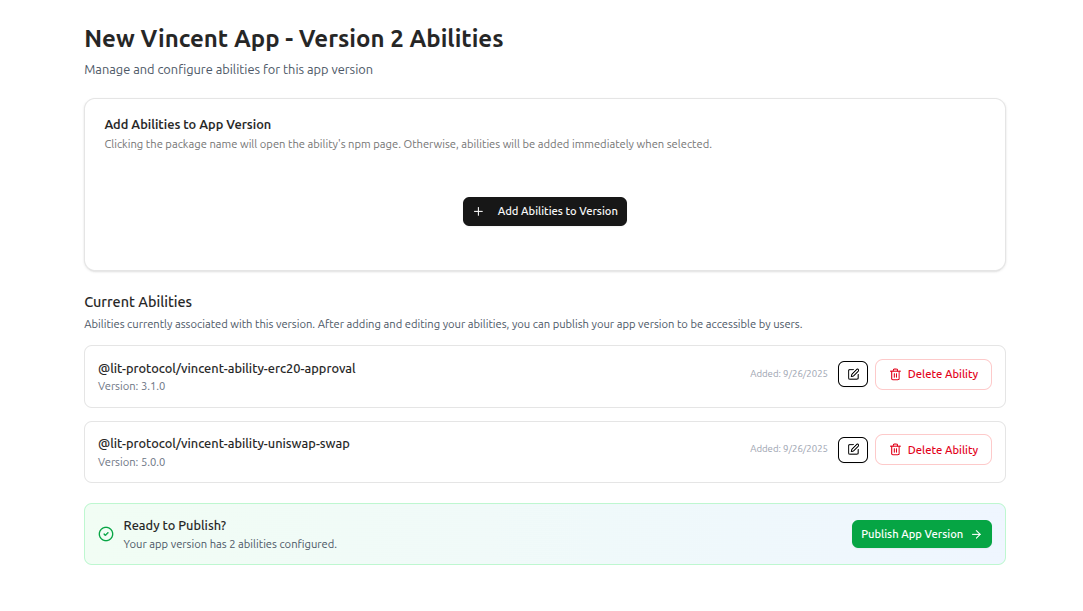 New Vincent App - Version 2 Abilities
Manage and configure abilities for this app version
Add Abilities to App Version
Clicking the package name will open the ability's npm page. Otherwise, abilities will be added immediately when selected.
Add Abilities to Version
Current Abilities
Abilities currently associated with this version. After adding and editing your abilities, you can publish your app version to be accessible by users.
@lit-protocol/vincent-ability-erc20-approval
Version: 3.1.0
Added: 9/26/2025
Delete Ability
@lit-protocol/vincent-ability-uniswap-swap
Version: 5.0.0
Added: 9/26/2025
Delete Ability
Ready to Publish?
Your app version has 2 abilities configured.
Publish App Version